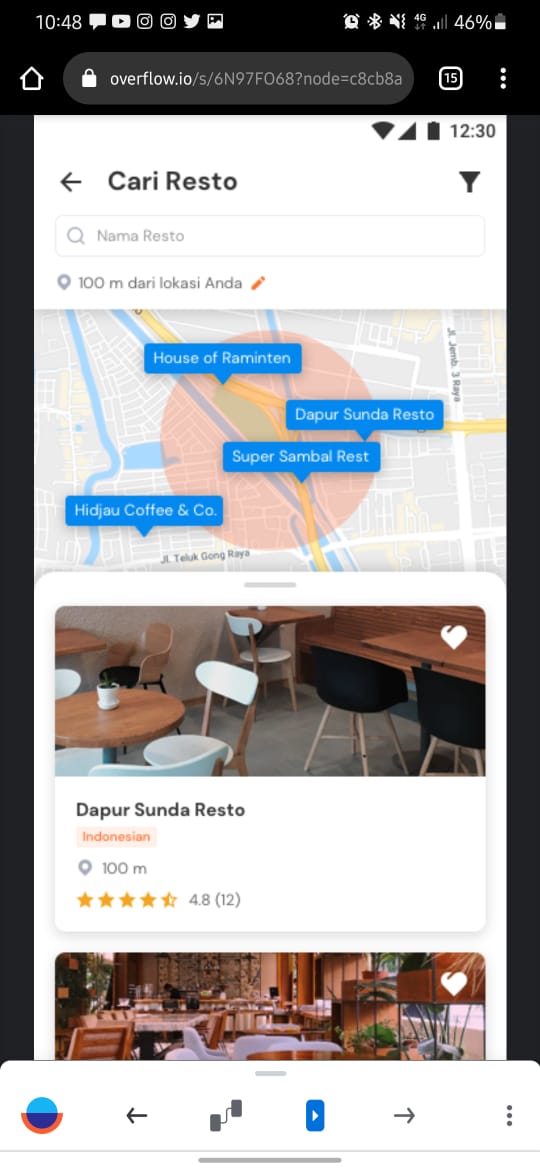 10:48 4G 46%
overflow.io/s/6N97FO68?node=c8cb8a
15
12:30
Cari Resto
Nama Resto
100 m dari lokasi Anda
Jl. Jemb. 3 Raya
House of Raminten
Dapur Sunda Resto
Super Sambal Rest
Hidjau Coffee & Co.
Jl. Teluk Gong Raya
Dapur Sunda Resto
Indonesian
100 m
4.8 (12)